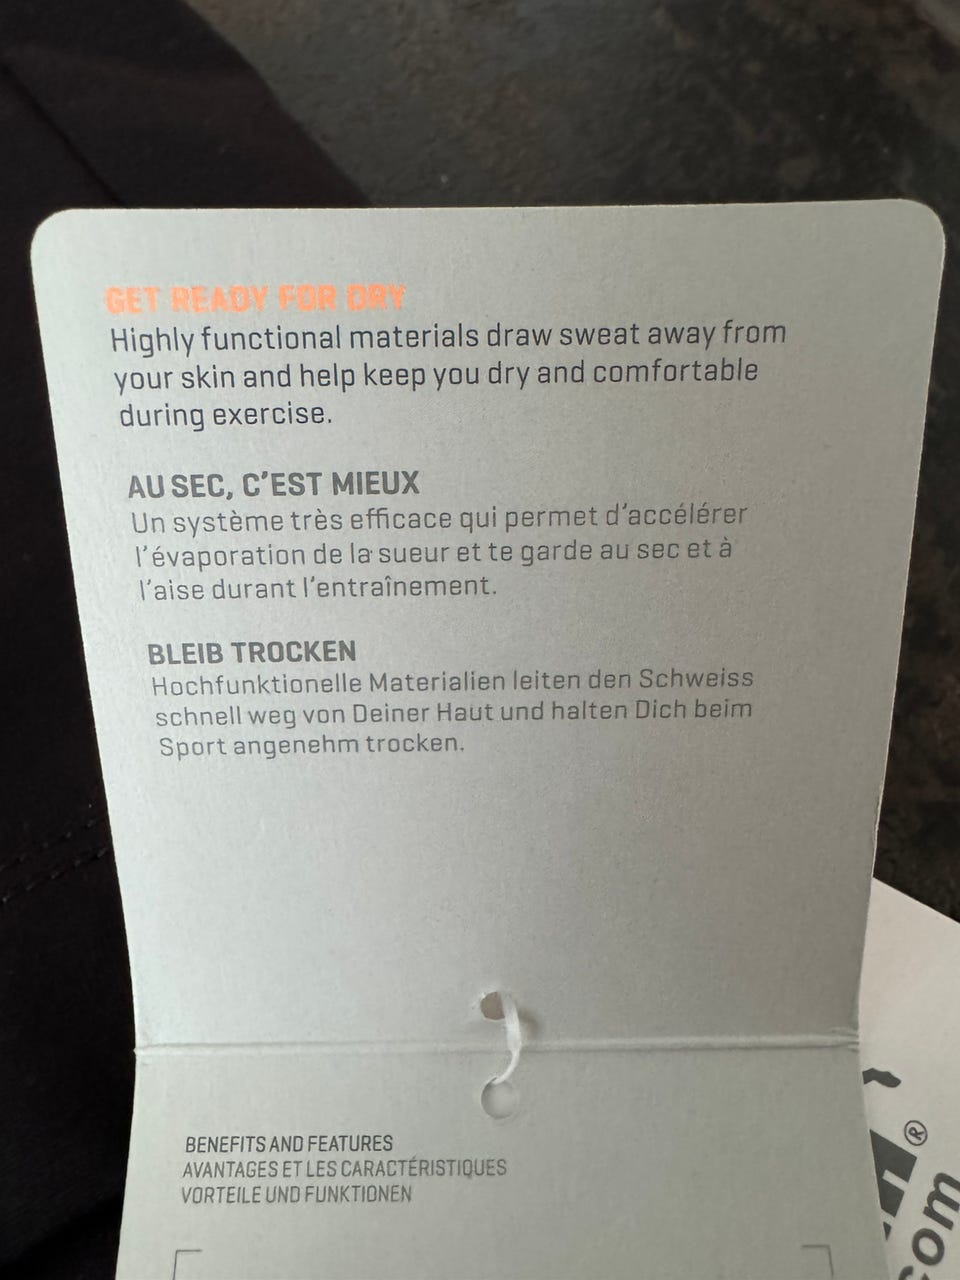 GET READY FOR DRY
Highly functional materials draw sweat away from
your skin and help keep you dry and comfortable
during exercise.
AU SEC, C'EST MIEUX
Un système très efficace qui permet d'accélérer
l'évaporation de la sueur et te garde au sec et à
l'aise durant l'entraînement.
BLEIB TROCKEN
Hochfunktionelle Materialien leiten den Schweiss
schnell weg von Deiner Haut und halten Dich beim
Sport angenehm trocken.
BENEFITS AND FEATURES
AVANTAGES ET LES CARACTÉRISTIQUES
VORTEILE UND FUNKTIONEN
®
com